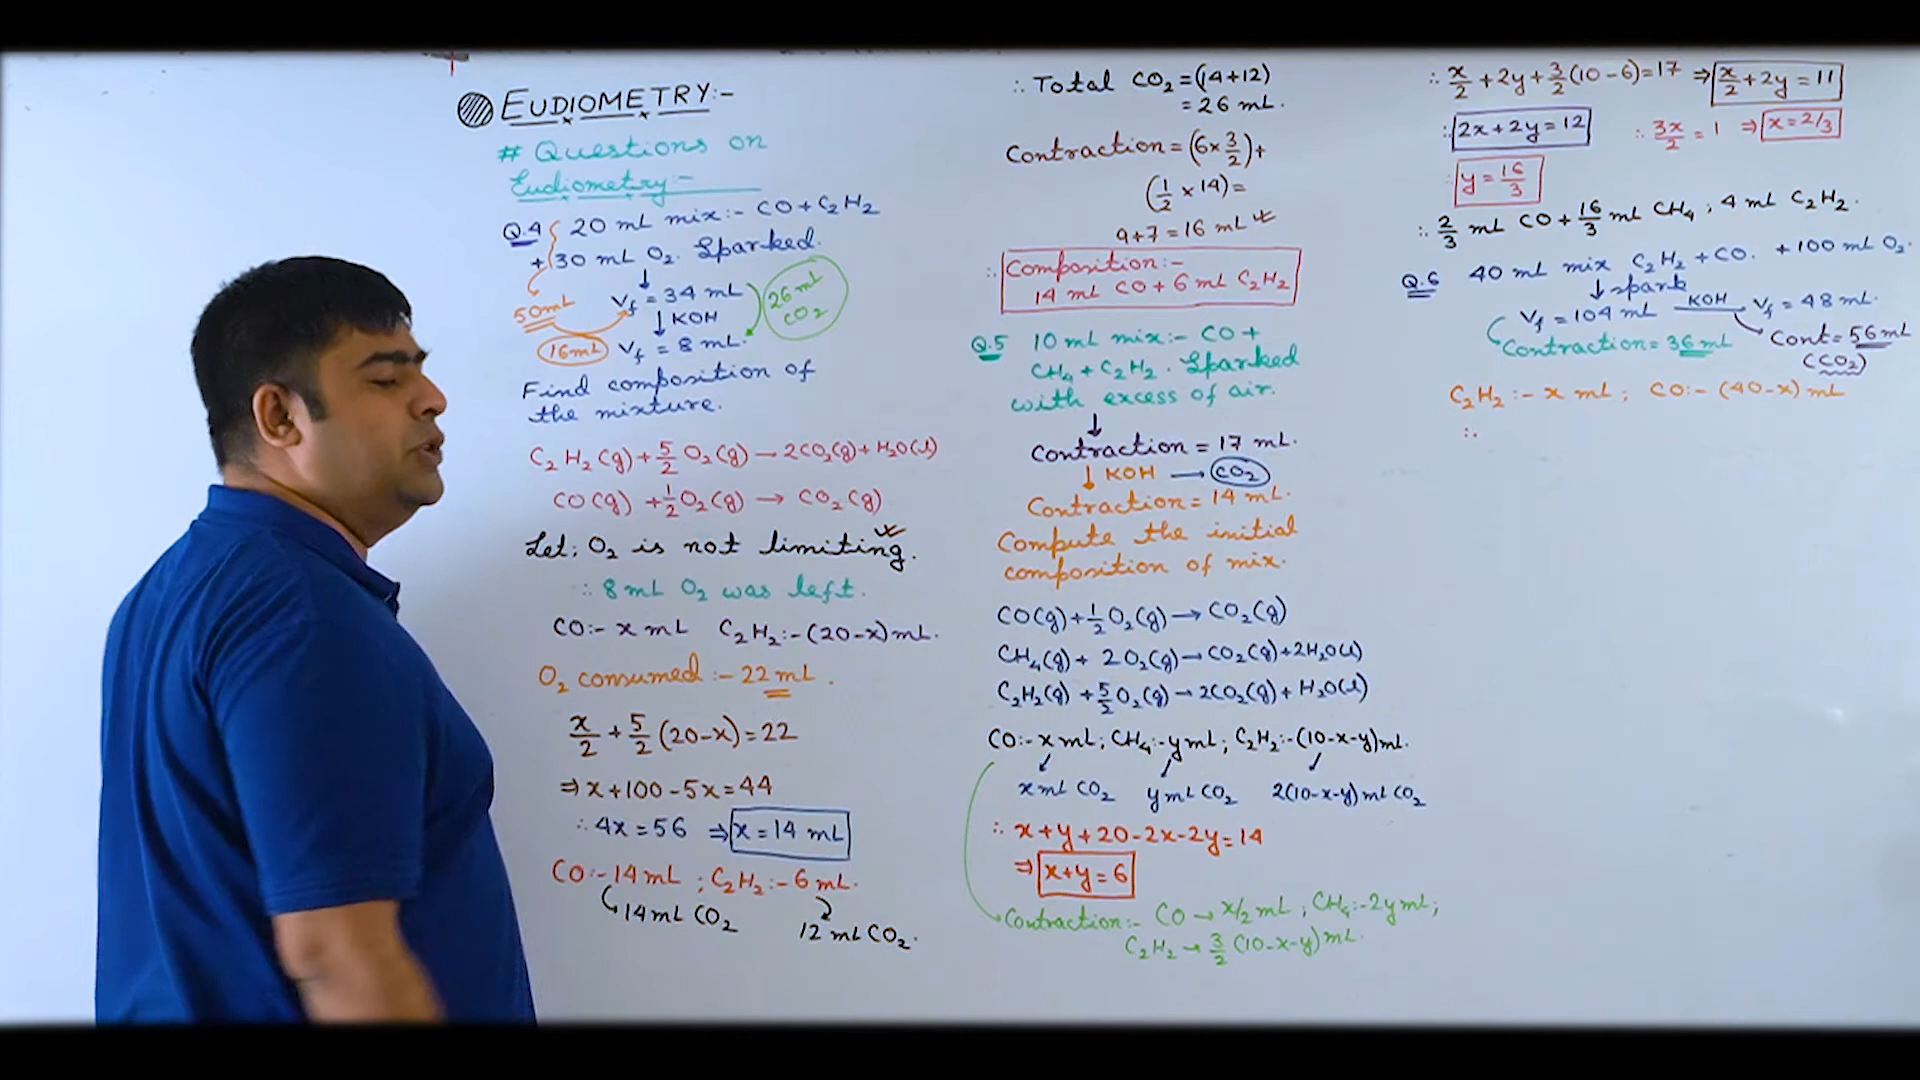 EUDIOMETRY:-
# Questions on
Eudiometry:-
Q.4 20 mL mix:- CO+C₂H₂
+ 30 mL O₂. Sparked.
50mL V_f = 34 mL 26 mL CO₂
↓ KOH
16mL V_f = 8 mL.
Find composition of
the mixture.
C₂H₂(g)+5/2 O₂(g) → 2CO₂(g)+H₂O(l)
CO(g) + 1/2 O₂(g) → CO₂(g)
Let; O₂ is not limiting.
∴ 8 mL O₂ was left.
CO:- x mL C₂H₂:-(20-x)mL.
O₂ consumed:- 22 mL.
x/2 + 5/2 (20-x) = 22
⇒ x+100-5x=44
∴ 4x = 56 ⇒ x = 14 mL
CO:-14 mL ; C₂H₂:- 6 mL.
14 mL CO₂ 12 mL CO₂.
∴ Total CO₂ = (14+12)
= 26 mL.
Contraction = (6×3/2)+
(1/2 × 14) =
9+7 = 16 mL
∴ Composition:-
14 mL CO + 6 mL C₂H₂
Q.5 10 mL mix:- CO +
CH₄ + C₂H₂. Sparked
with excess of air.
↓
Contraction = 17 mL.
↓ KOH → CO₂
Contraction = 14 mL.
Compute the initial
composition of mix.
CO(g)+1/2 O₂(g) → CO₂(g)
CH₄(g)+ 2O₂(g) → CO₂(g)+2H₂O(l)
C₂H₂(g) + 5/2 O₂(g) → 2CO₂(g) + H₂O(l)
CO:-x mL; CH₄:-y mL; C₂H₂:-(10-x-y)mL.
x mL CO₂ y mL CO₂ 2(10-x-y) mL CO₂
∴ x+y+20-2x-2y=14
⇒ x+y = 6
Contraction:- CO → x/2 mL ; CH₄:-2y mL;
C₂H₂ → 3/2 (10-x-y) mL.
∴ x/2 + 2y + 3/2 (10-6) = 17 ⇒ x/2 + 2y = 11
∴ 2x+2y = 12 ∴ 3x/2 = 1 ⇒ x = 2/3
∴ y = 16/3
∴ 2/3 mL CO + 16/3 mL CH₄ ; 4 mL C₂H₂.
Q.6 40 mL mix C₂H₂ + CO. + 100 mL O₂.
↓ spark
V_f = 104 mL KOH V_f = 48 mL.
Contraction = 36 mL Cont = 56 mL
(CO₂)
C₂H₂:- x mL ; CO:- (40-x) mL
∴